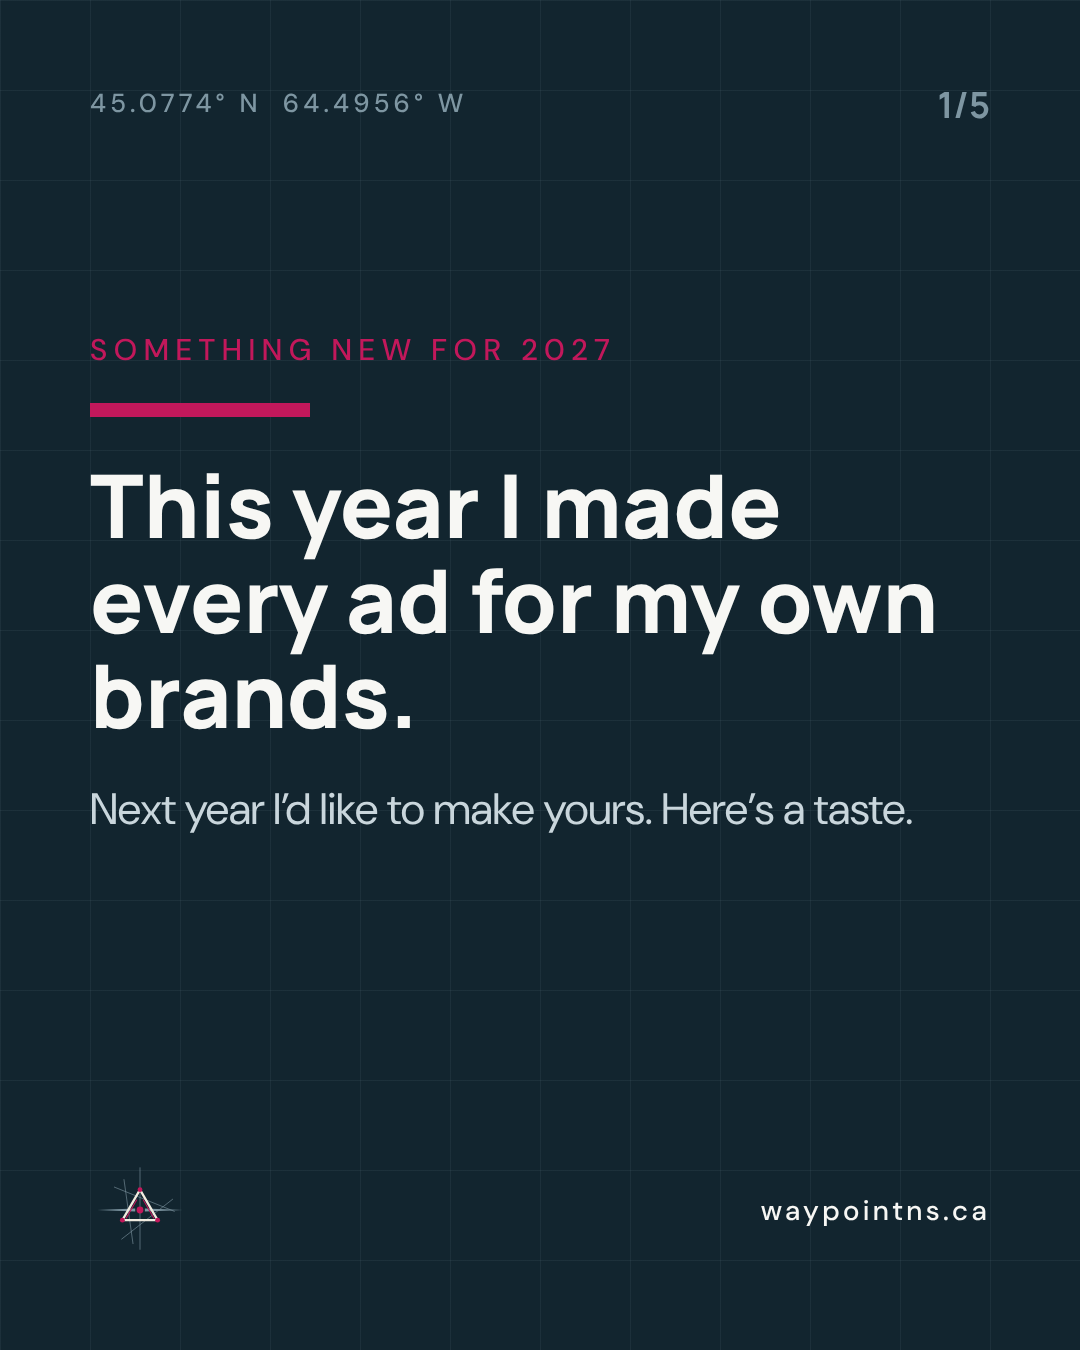 45.0774° N  64.4956° W
1/5
SOMETHING NEW FOR 2027
This year I made
every ad for my own
brands.
Next year I’d like to make yours. Here’s a taste.
waypointns.ca